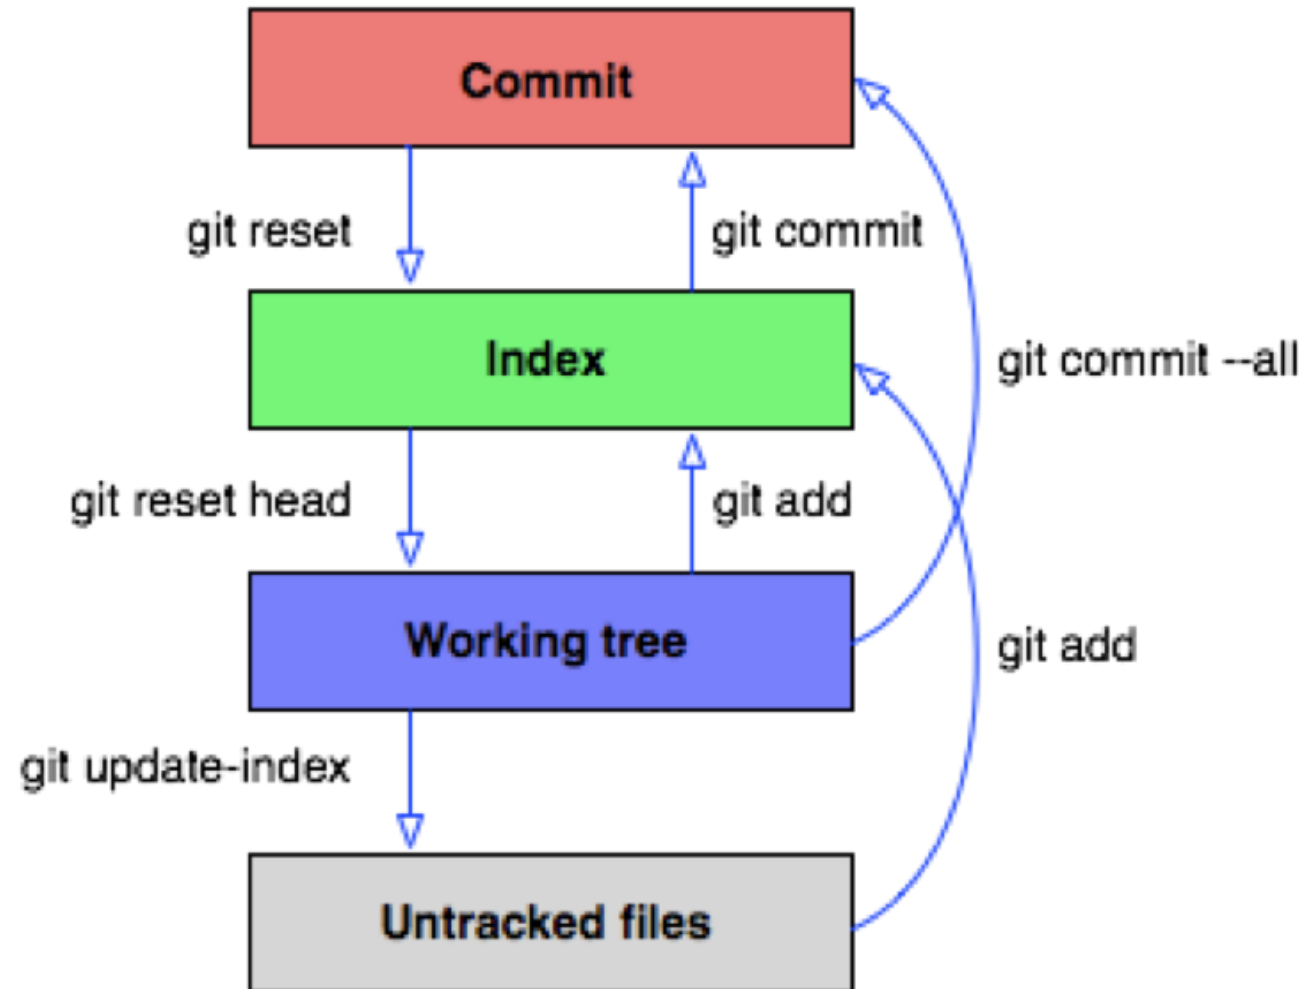 Commit
git reset
git commit
Index
git commit --all
git reset head
git add
Working tree
git add
git update-index
Untracked files